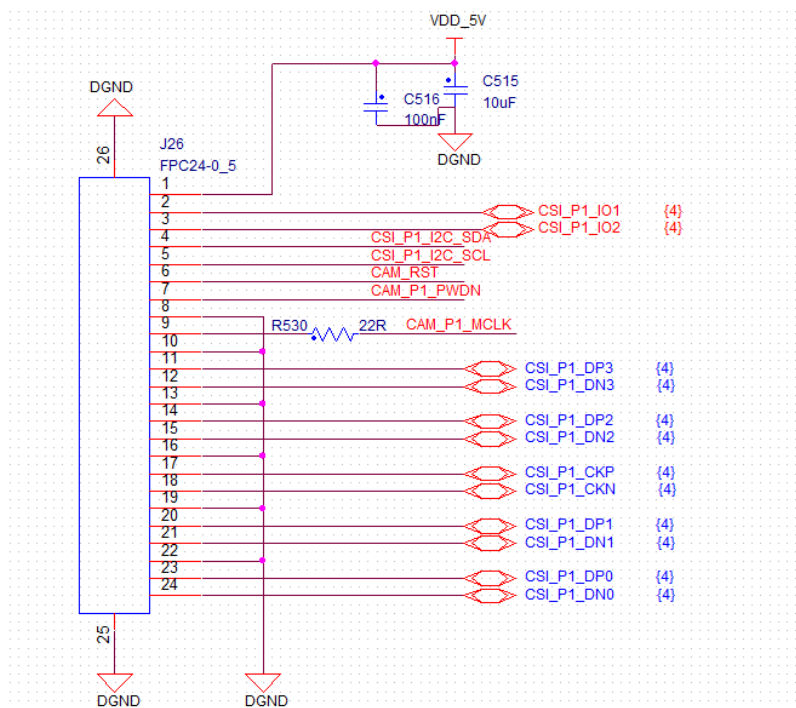 VDD_5V
DGND
C515
10uF
C516
100nF
DGND
26
J26
FPC24-0_5
1
2
CSI_P1_IO1 {4}
3
CSI_P1_IO2 {4}
4
CSI_P1_I2C_SDA
5
CSI_P1_I2C_SCL
6
CAM_RST
7
CAM_P1_PWDN
8
9
R530 22R CAM_P1_MCLK
10
11
CSI_P1_DP3 {4}
12
CSI_P1_DN3 {4}
13
14
CSI_P1_DP2 {4}
15
CSI_P1_DN2 {4}
16
17
CSI_P1_CKP {4}
18
CSI_P1_CKN {4}
19
20
CSI_P1_DP1 {4}
21
CSI_P1_DN1 {4}
22
23
CSI_P1_DP0 {4}
24
CSI_P1_DN0 {4}
25
DGND DGND